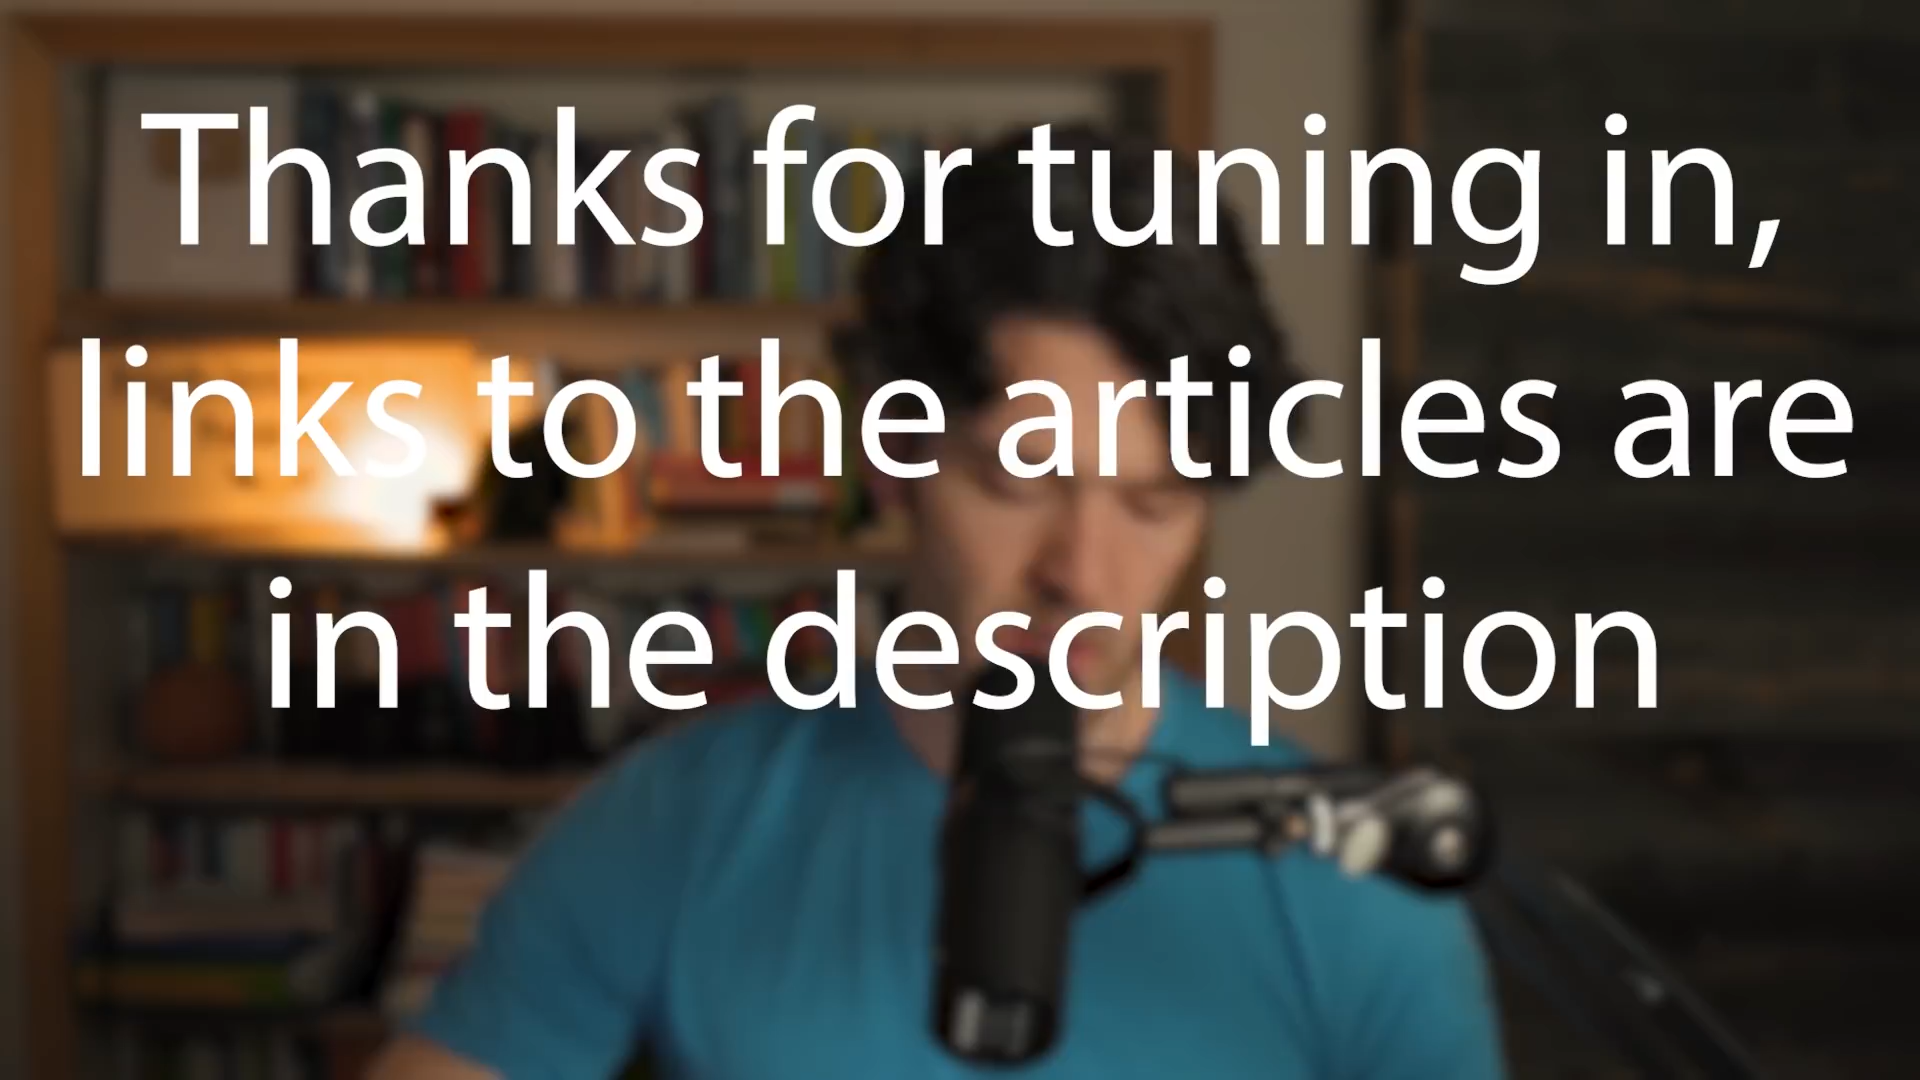 Thanks for tuning in,
links to the articles are
in the description